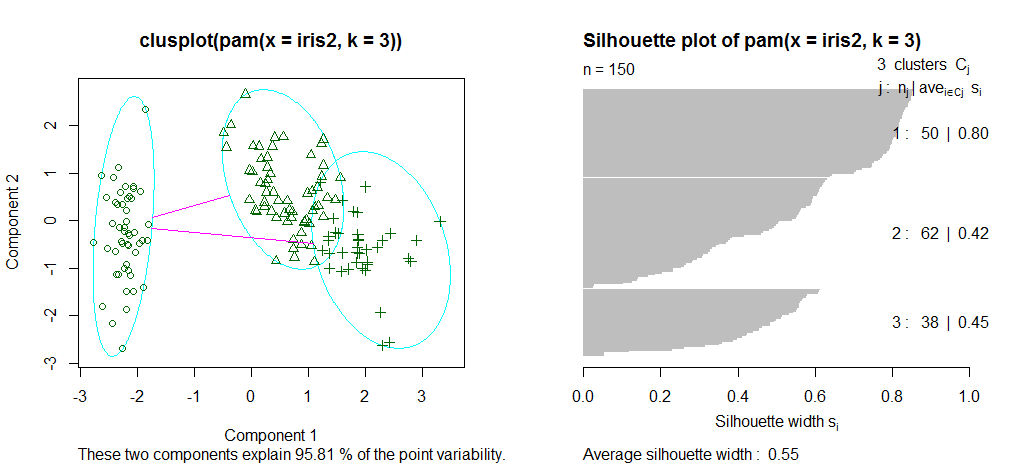 clusplot(pam(x = iris2, k = 3))
Component 2
-3 -2 -1 0 1 2
-3 -2 -1 0 1 2 3
Component 1
These two components explain 95.81 % of the point variability.
Silhouette plot of pam(x = iris2, k = 3)
n = 150
3 clusters Cj
j : nj | avei∈Cj si
1 : 50 | 0.80
2 : 62 | 0.42
3 : 38 | 0.45
0.0 0.2 0.4 0.6 0.8 1.0
Silhouette width si
Average silhouette width : 0.55